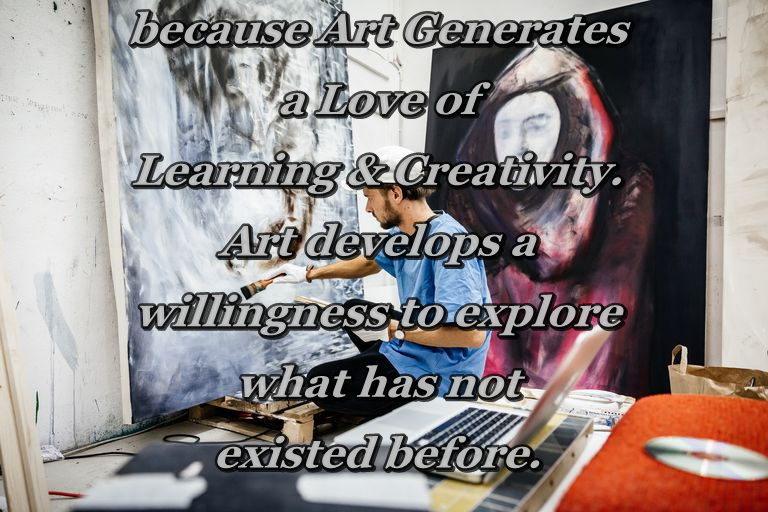 because Art Generates
a Love of
Learning & Creativity.
Art develops a
willingness to explore
what has not
existed before.